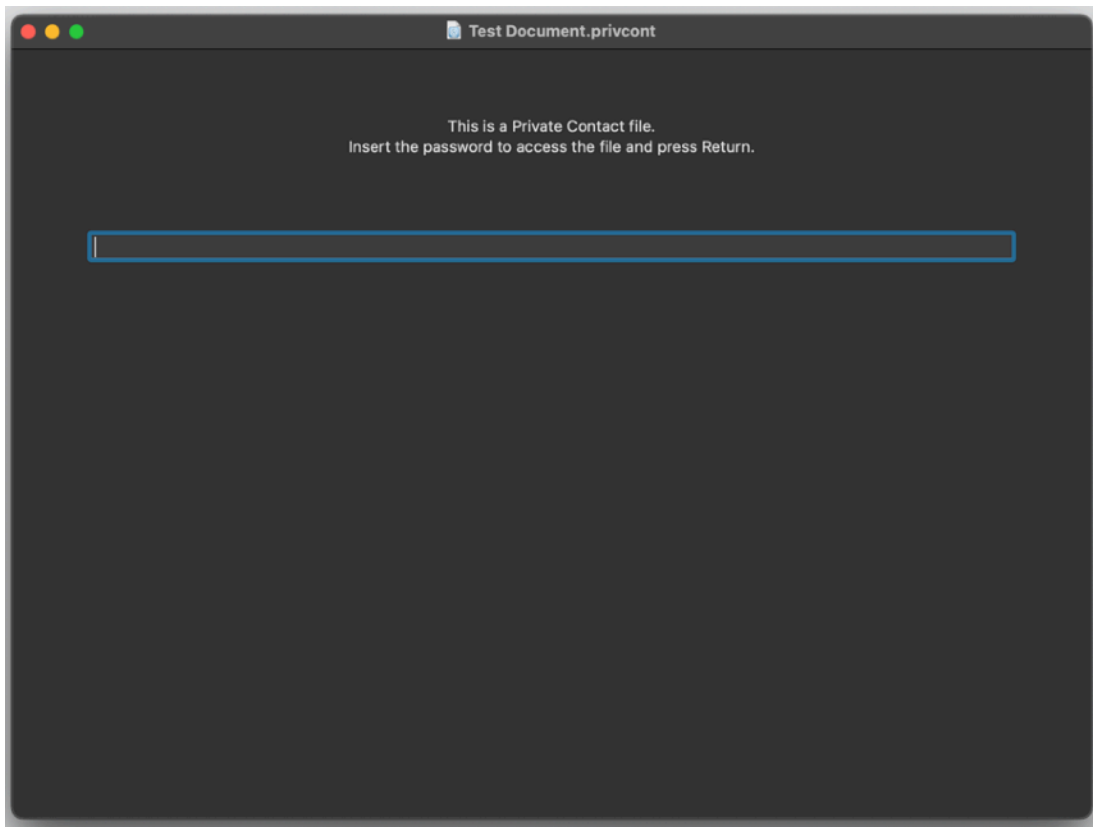 Test Document.privcont
This is a Private Contact file.
Insert the password to access the file and press Return.